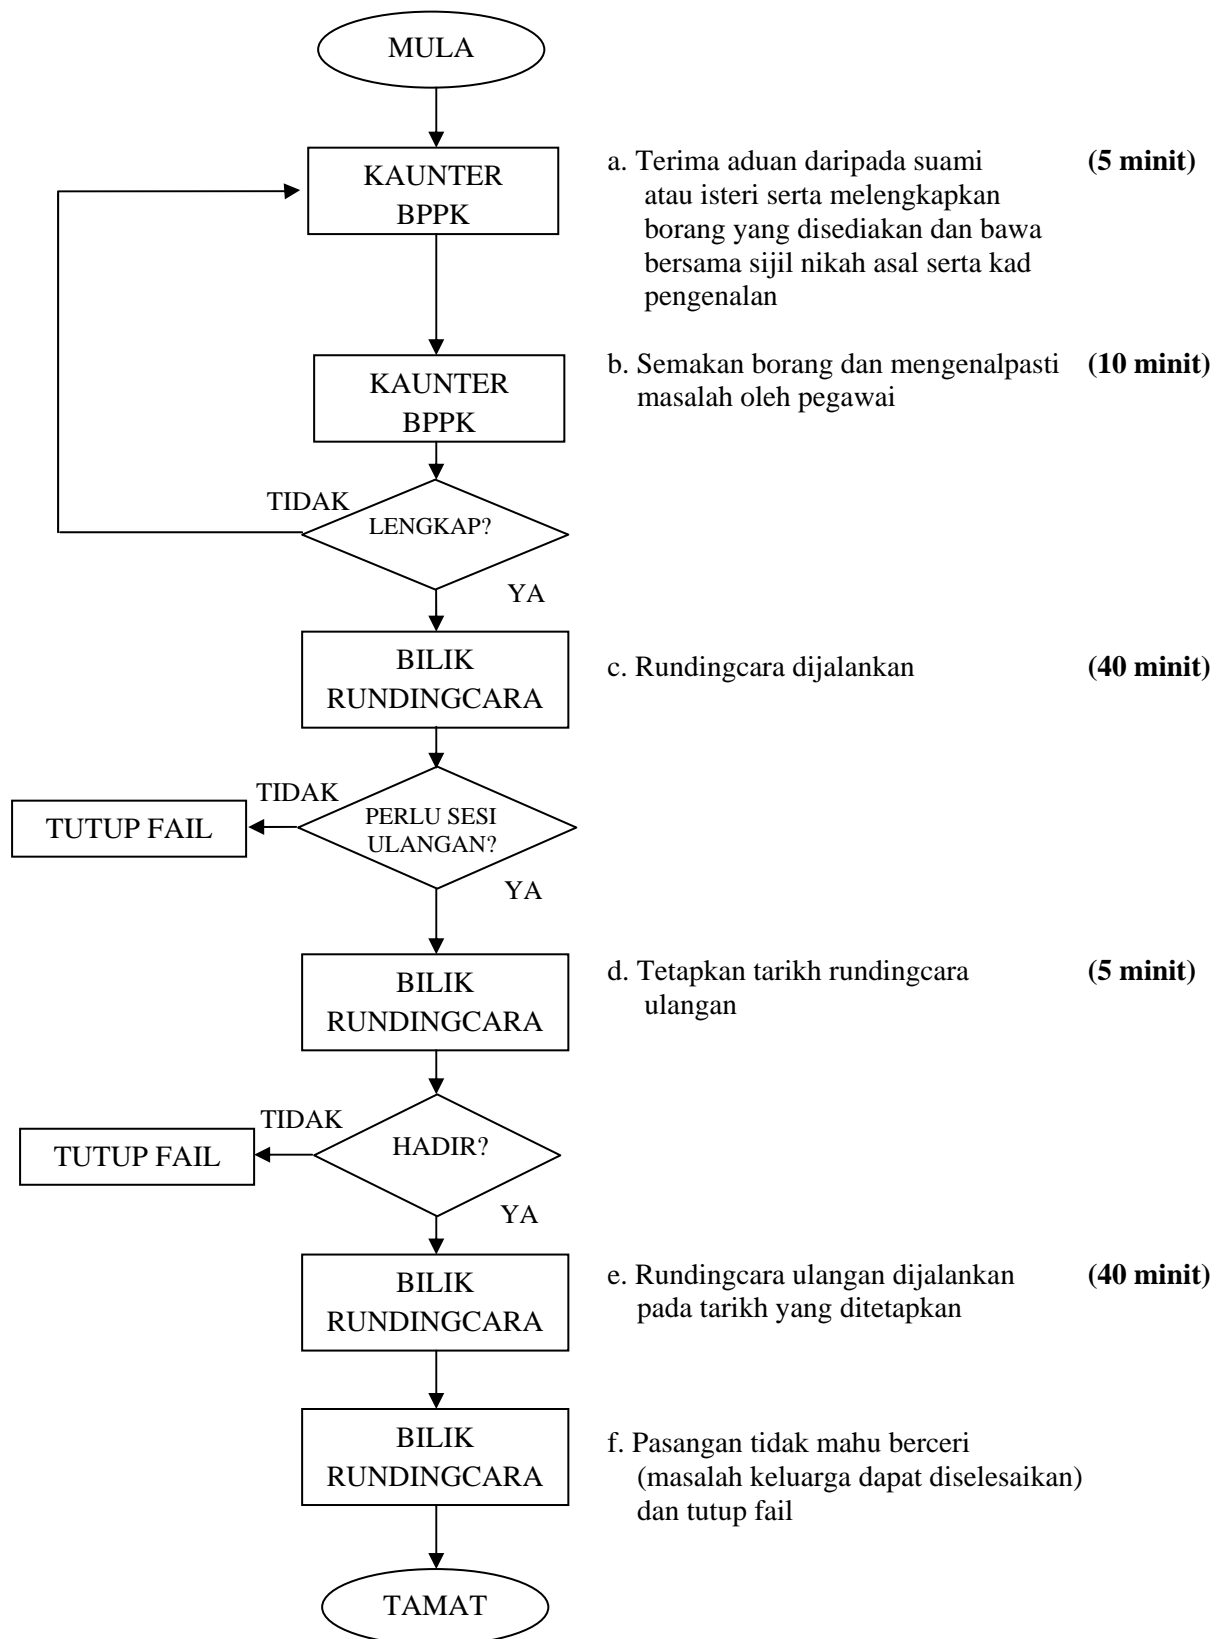 MULA
KAUNTER
BPPK
a. Terima aduan daripada suami (5 minit)
atau isteri serta melengkapkan
borang yang disediakan dan bawa
bersama sijil nikah asal serta kad
pengenalan
KAUNTER
BPPK
b. Semakan borang dan mengenalpasti (10 minit)
masalah oleh pegawai
TIDAK
LENGKAP?
YA
BILIK
RUNDINGCARA
c. Rundingcara dijalankan (40 minit)
TIDAK
TUTUP FAIL
PERLU SESI
ULANGAN?
YA
BILIK
RUNDINGCARA
d. Tetapkan tarikh rundingcara (5 minit)
ulangan
TIDAK
TUTUP FAIL
HADIR?
YA
BILIK
RUNDINGCARA
e. Rundingcara ulangan dijalankan (40 minit)
pada tarikh yang ditetapkan
BILIK
RUNDINGCARA
f. Pasangan tidak mahu berceri
(masalah keluarga dapat diselesaikan)
dan tutup fail
TAMAT